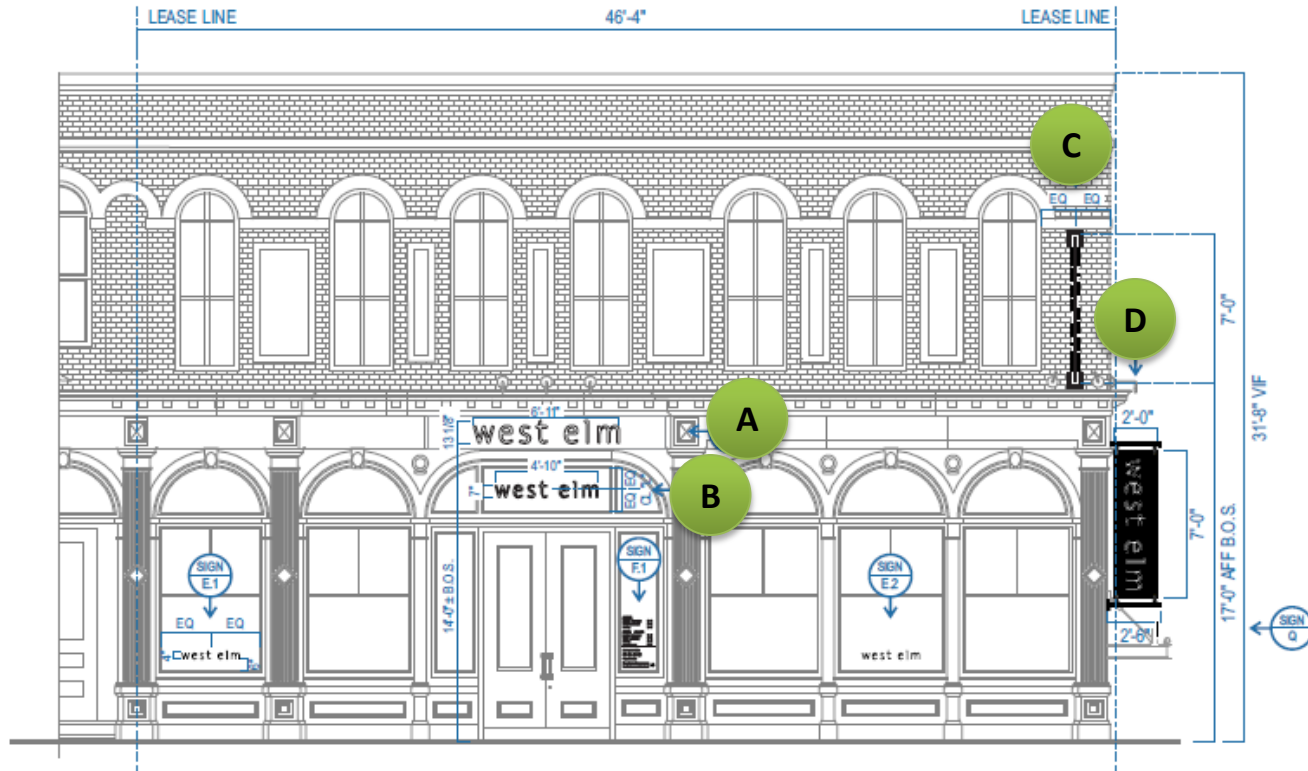 LEASE LINE 46'-4" LEASE LINE
C
EQ EQ
D
7'-0"
31'-8" VIF
6'-11"
13 1/8"
west elm
A
2'-0"
4'-10"
7"
west elm
EQ EQ
CL
B
west elm
7'-0"
17'-0" AFF B.O.S.
14'-0"± B.O.S.
SIGN
E.1
SIGN
F.1
SIGN
E.2
EQ EQ
west elm
west elm
2'-6"
SIGN
Q